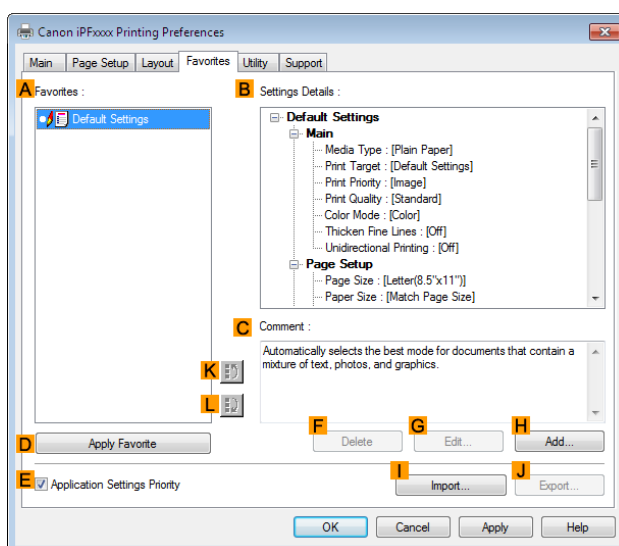 Canon iPFxxxx Printing Preferences
Main Page Setup Layout Favorites Utility Support
A Favorites :
B Settings Details :
Default Settings
Default Settings
Main
Media Type : [Plain Paper]
Print Target : [Default Settings]
Print Priority : [Image]
Print Quality : [Standard]
Color Mode : [Color]
Thicken Fine Lines : [Off]
Unidirectional Printing : [Off]
Page Setup
Page Size : [Letter(8.5"x11")]
Paper Size : [Match Page Size]
C Comment :
Automatically selects the best mode for documents that contain a
mixture of text, photos, and graphics.
K
L
D Apply Favorite
F Delete
G Edit...
H Add...
E Application Settings Priority
I Import...
J Export...
OK Cancel Apply Help